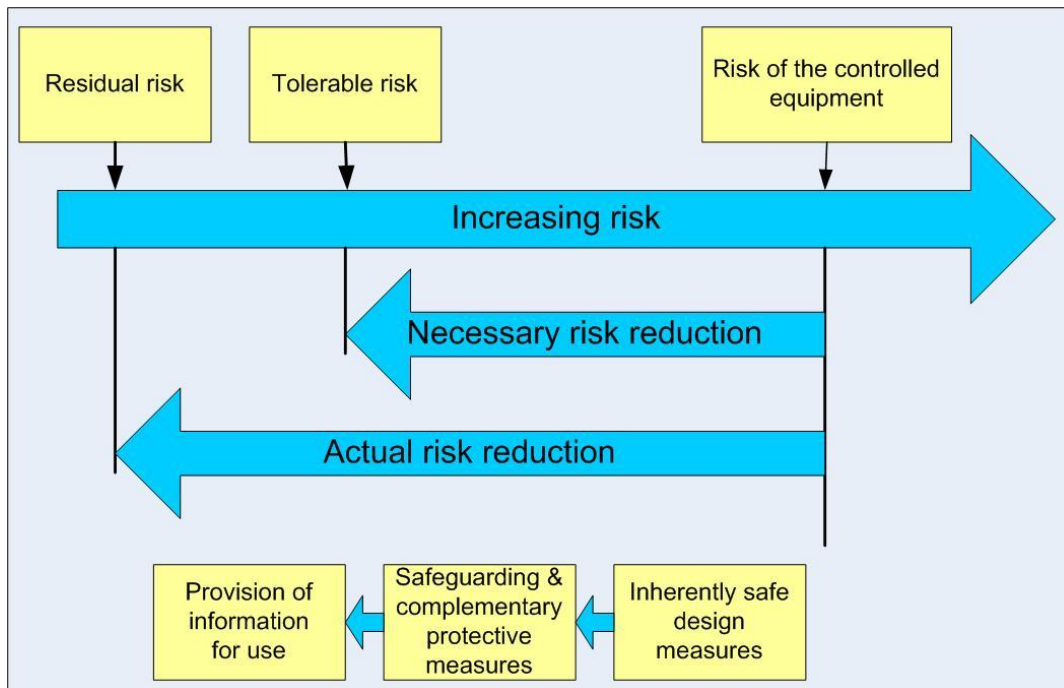 Residual risk
Tolerable risk
Risk of the controlled
equipment
Increasing risk
Necessary risk reduction
Actual risk reduction
Provision of
information
for use
Safeguarding &
complementary
protective
measures
Inherently safe
design
measures